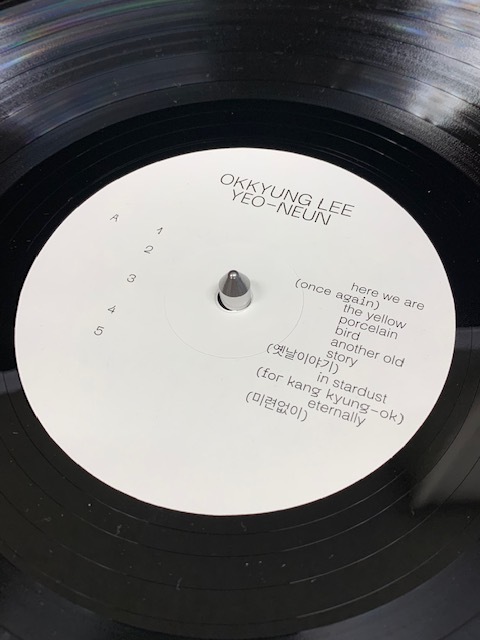 OKKYUNG LEE
YEO-NEUN
A 1
2
3
4
5
here we are
(once again)
the yellow
porcelain
bird
another old
story
(옛날이야기)
in stardust
(for kang kyung-ok)
eternally
(미련없이)